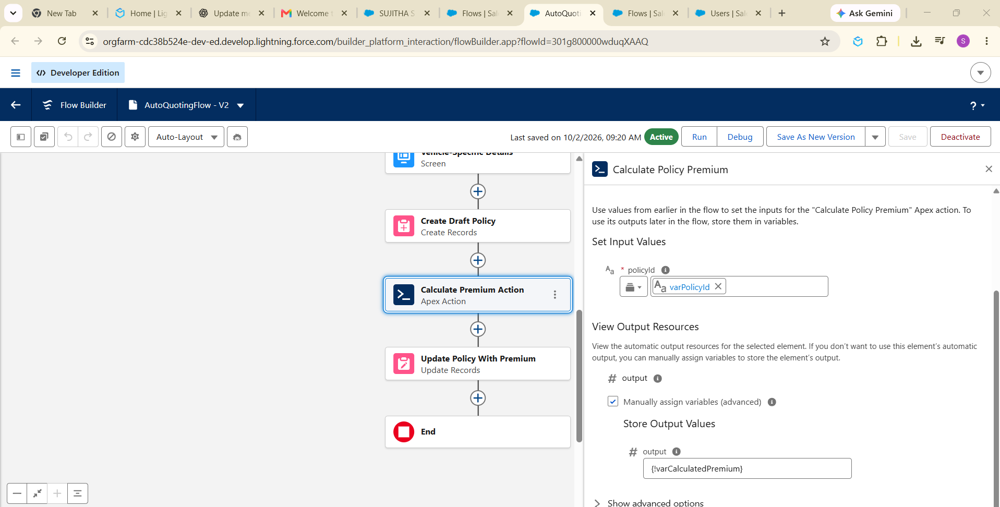 New Tab
Home | Lig
Update me
Welcome t
SUJITHA S
Flows | Sal
AutoQuoti
Flows | Sal
Users | Sal
Ask Gemini
orgfarm-cdc38b524e-dev-ed.develop.lightning.force.com/builder_platform_interaction/flowBuilder.app?flowId=301g800000wduqXAAQ
S
Developer Edition
Flow Builder
AutoQuotingFlow - V2
?
Auto-Layout
Last saved on 10/2/2026, 09:20 AM
Active
Run
Debug
Save As New Version
Save
Deactivate
Vehicle-Specific Details
Screen
Create Draft Policy
Create Records
Calculate Premium Action
Apex Action
Update Policy With Premium
Update Records
End
Calculate Policy Premium
Use values from earlier in the flow to set the inputs for the "Calculate Policy Premium" Apex action. To
use its outputs later in the flow, store them in variables.
Set Input Values
Aa * policyId
Aa varPolicyId
View Output Resources
View the automatic output resources for the selected element. If you don't want to use this element's automatic
output, you can manually assign variables to store the element's output.
# output
Manually assign variables (advanced)
Store Output Values
# output
{!varCalculatedPremium}
Show advanced options